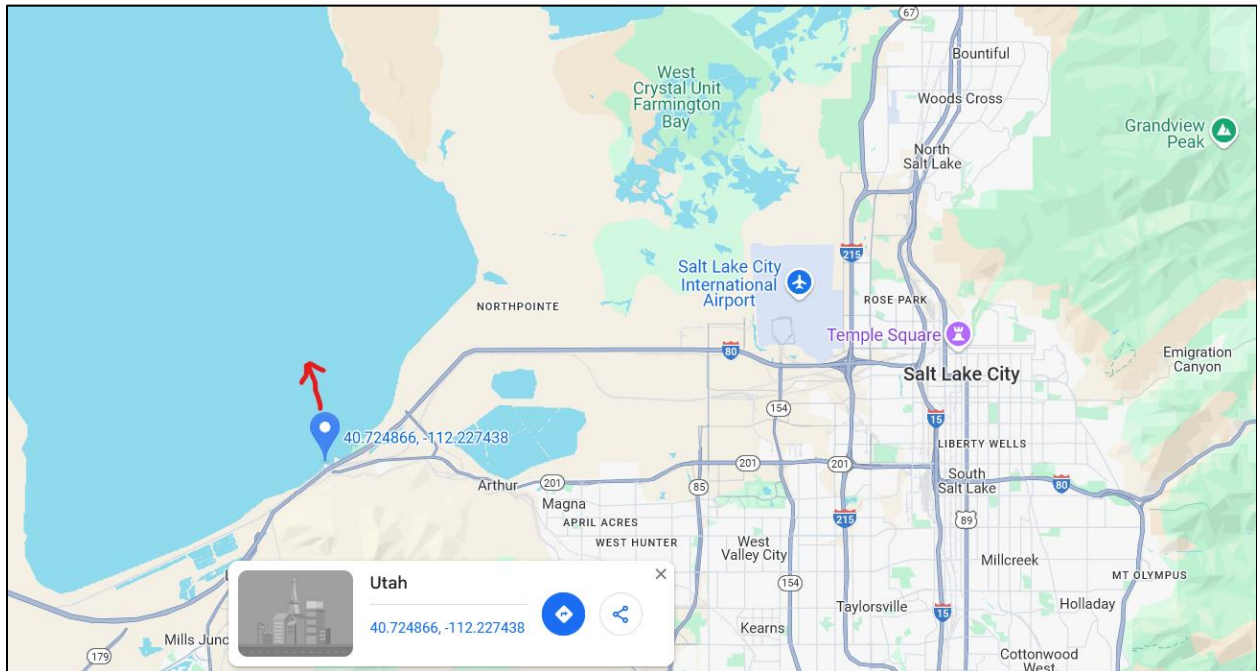 67
Bountiful
West
Crystal Unit
Farmington
Bay
Woods Cross
Grandview
Peak
North
Salt Lake
215
Salt Lake City
International
Airport
NORTHPOINTE
ROSE PARK
Temple Square
80
Emigration
Canyon
Salt Lake City
154
15
40.724866, -112.227438
LIBERTY WELLS
201
201
South
Salt Lake
80
Arthur
201
85
Magna
APRIL ACRES
215
89
WEST HUNTER
West
Valley City
Millcreek
MT OLYMPUS
Utah
154
Taylorsville
Holladay
40.724866, -112.227438
15
Kearns
Mills Junc
179
Cottonwood
West